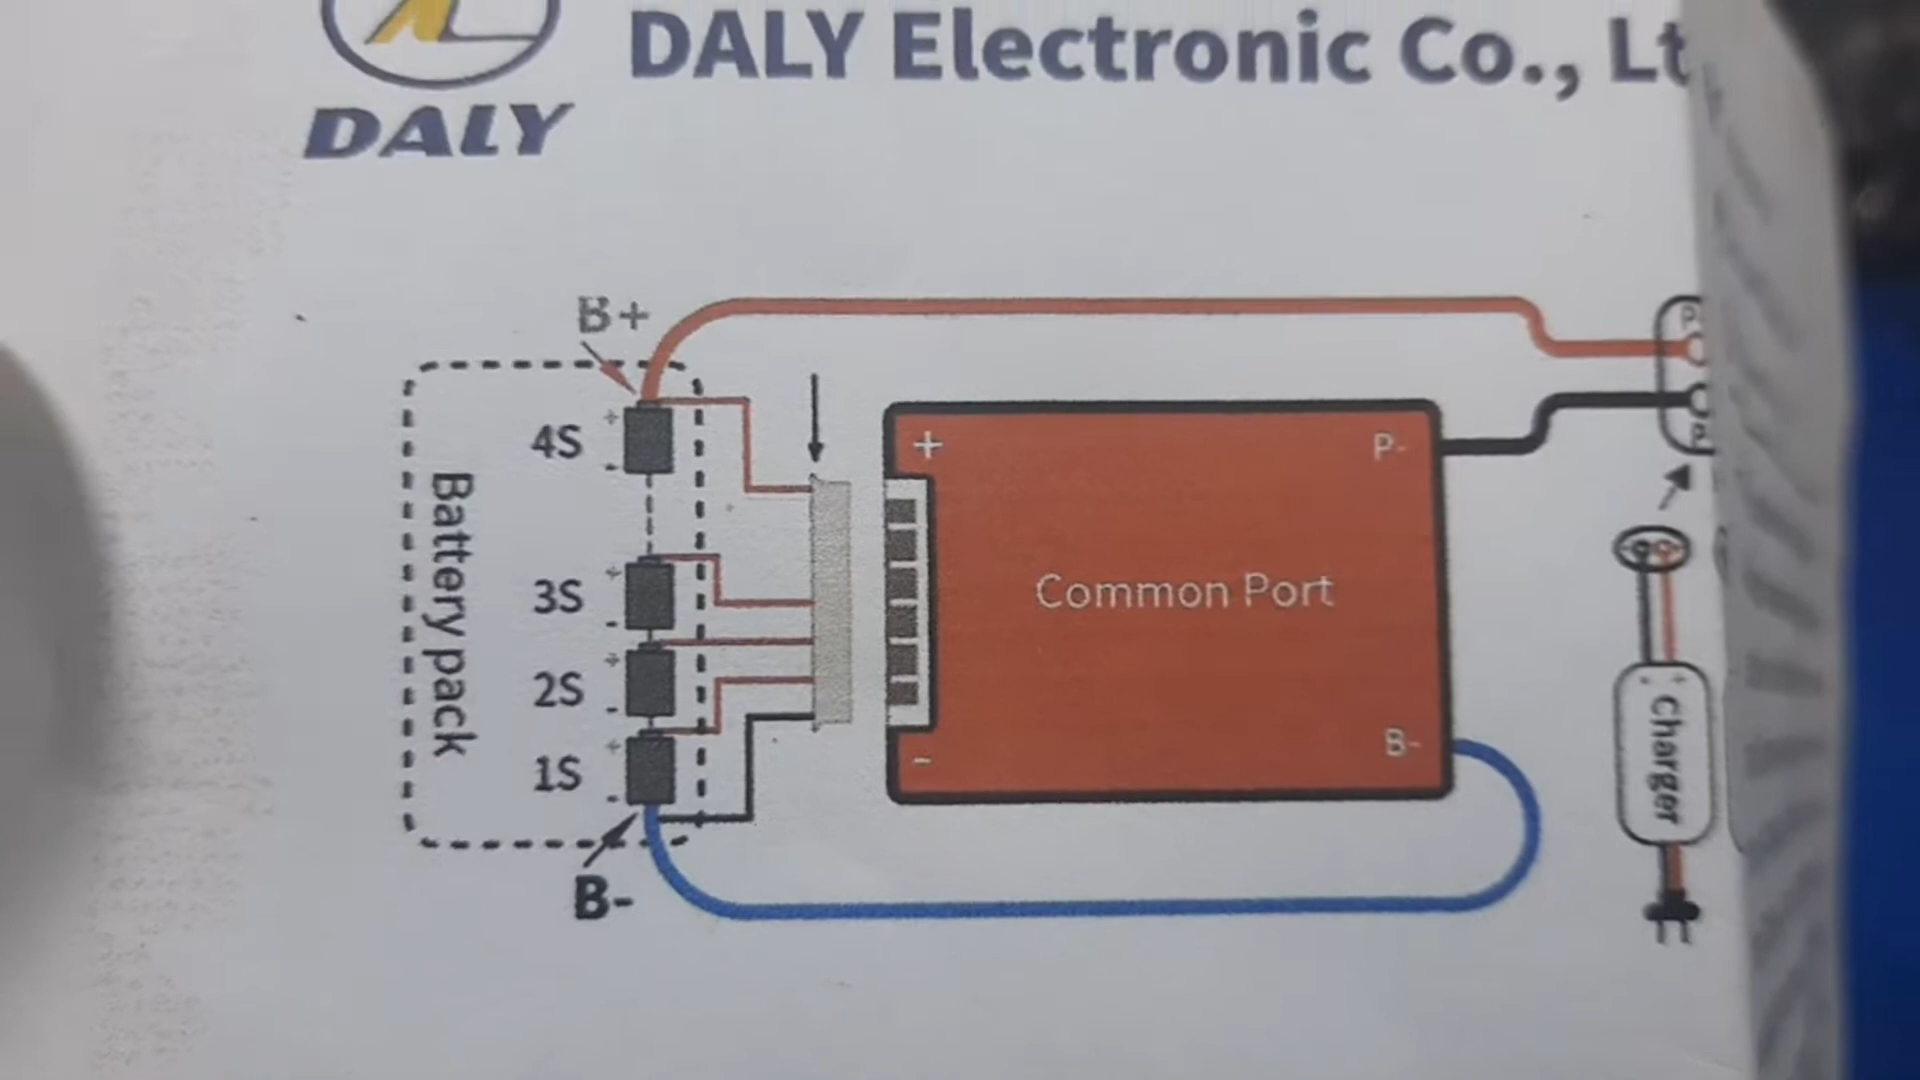 DALY
DALY Electronic Co., Lt
B+
4S
3S
2S
1S
B-
Battery pack
+
-
Common Port
P-
B-
Charger